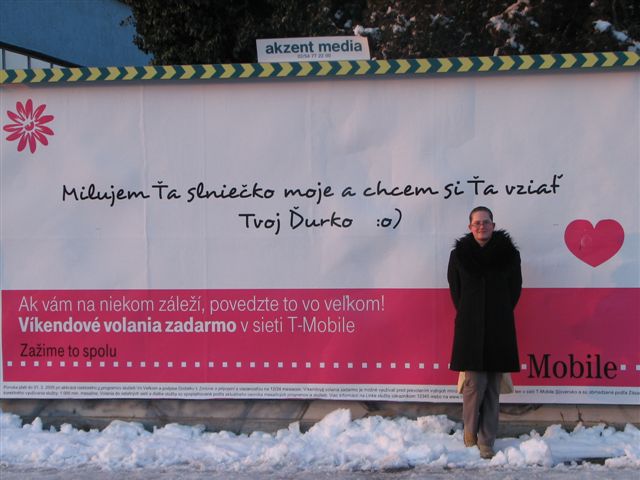 akzent media
Milujem Ťa slniečko moje a chcem si Ťa vziať
Tvoj Ďurko :o)
Ak vám na niekom záleží, povedzte to vo veľkom!
Víkendové volania zadarmo v sieti T-Mobile
Zažime to spolu
Mobile